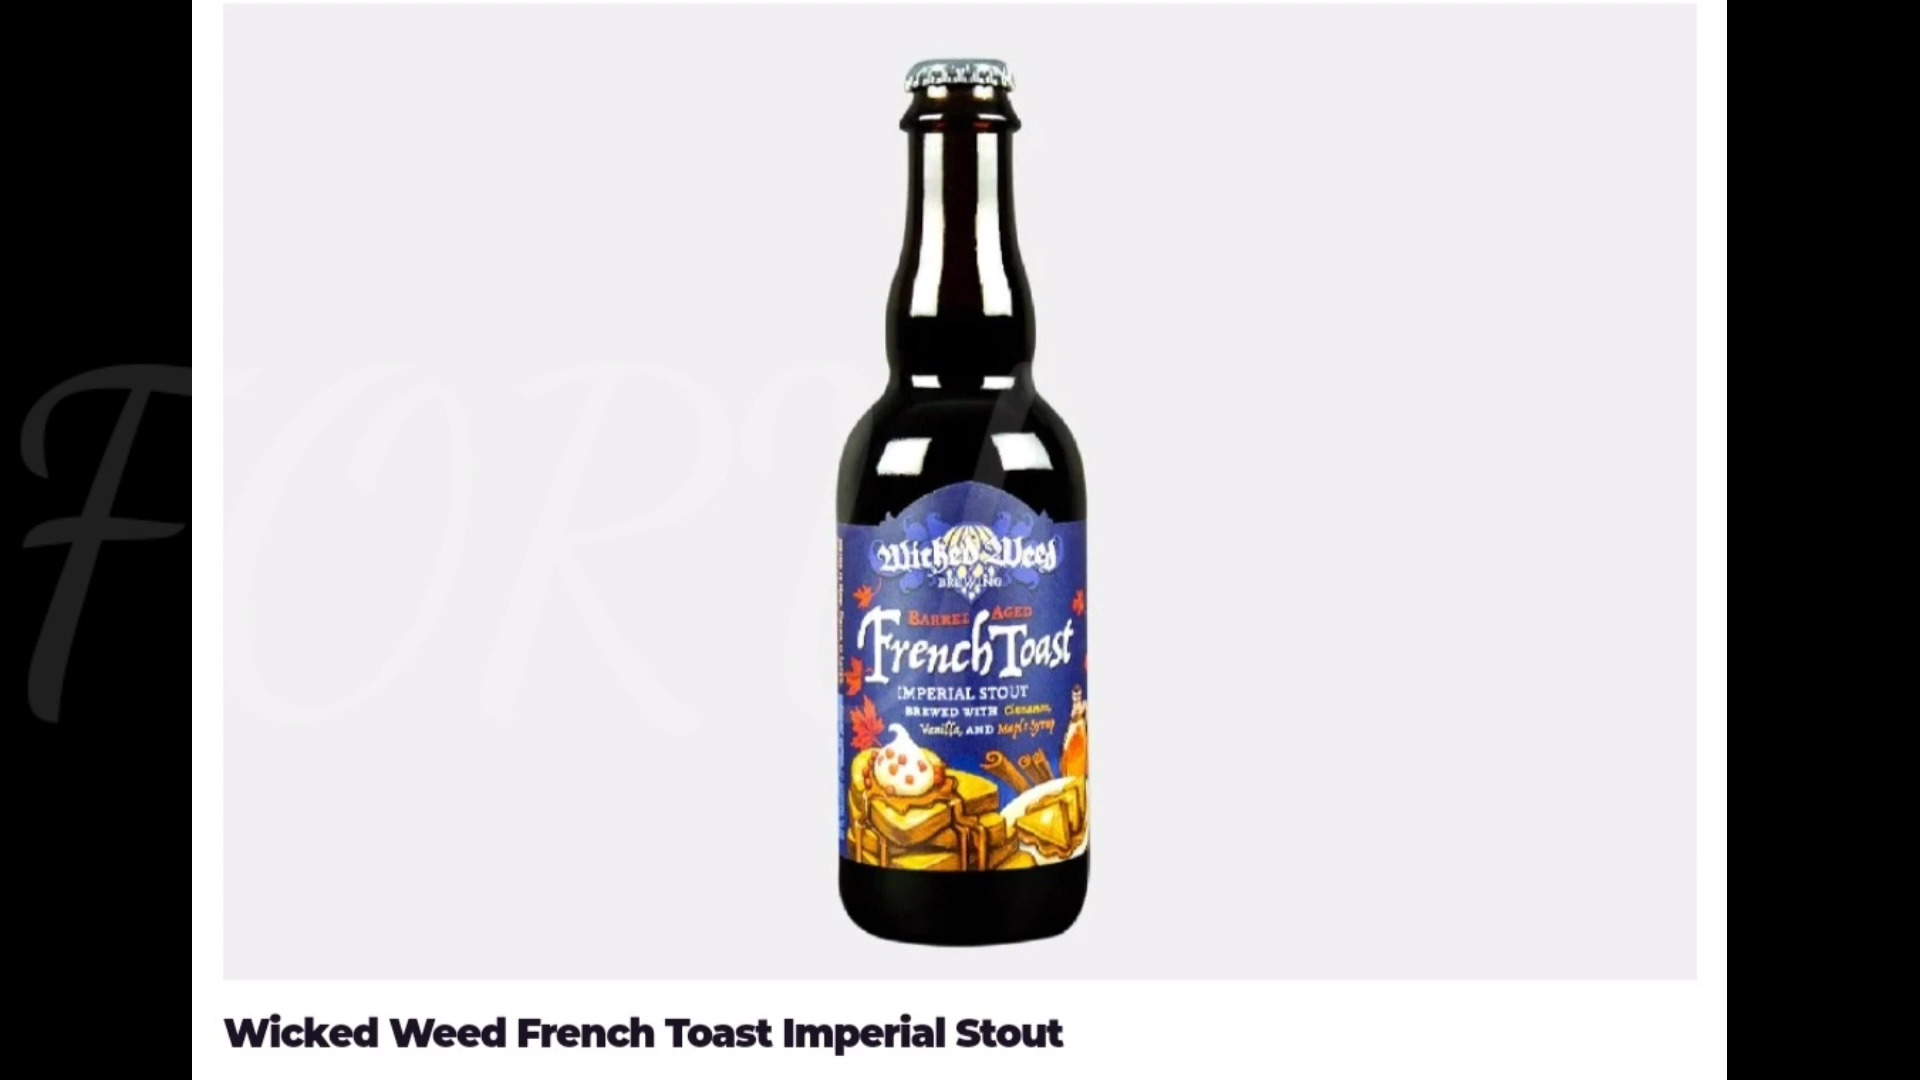 Wicked Weed
BREWING
BARREL AGED
French Toast
IMPERIAL STOUT
BREWED WITH Cinnamon,
Vanilla, AND Maple Syrup
Wicked Weed French Toast Imperial Stout